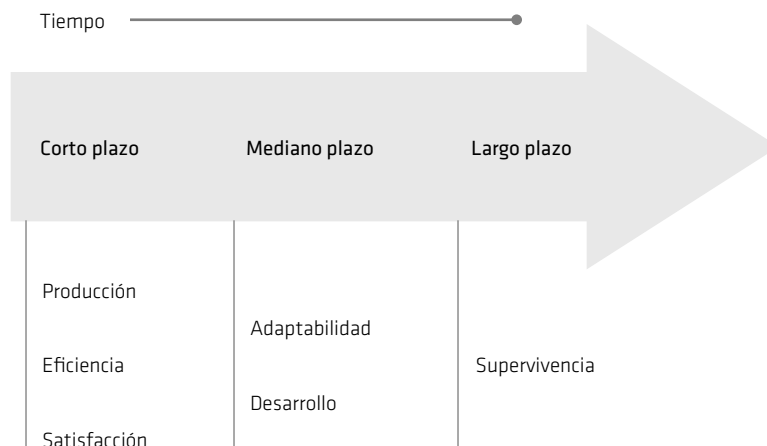 Tiempo
Corto plazo
Mediano plazo
Largo plazo
Producción
Eficiencia
Satisfacción
Adaptabilidad
Desarrollo
Supervivencia